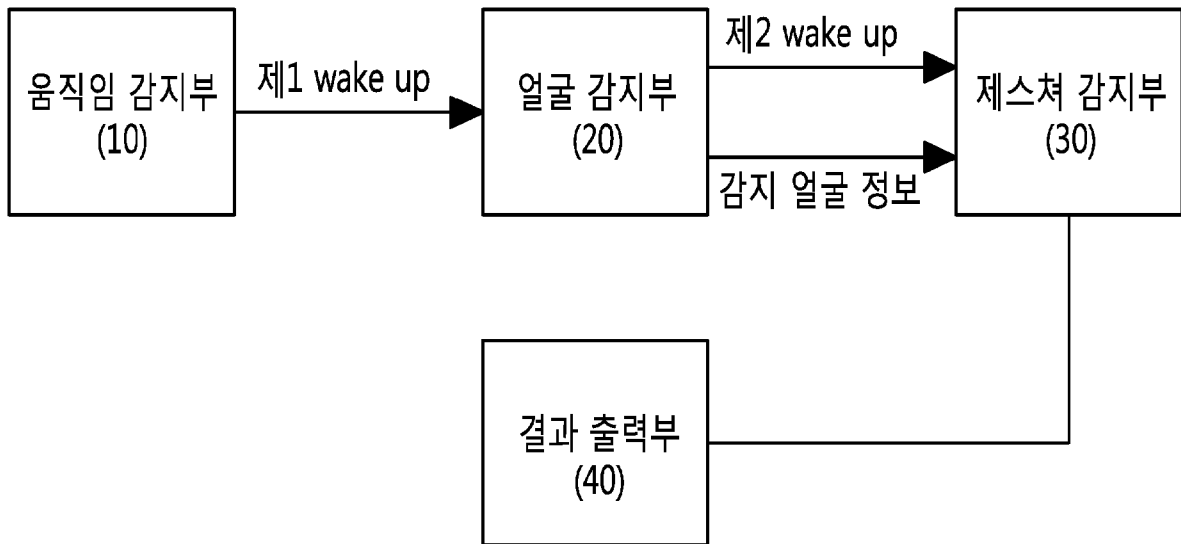 움직임 감지부
(10)
제1 wake up
얼굴 감지부
(20)
제2 wake up
감지 얼굴 정보
제스쳐 감지부
(30)
결과 출력부
(40)